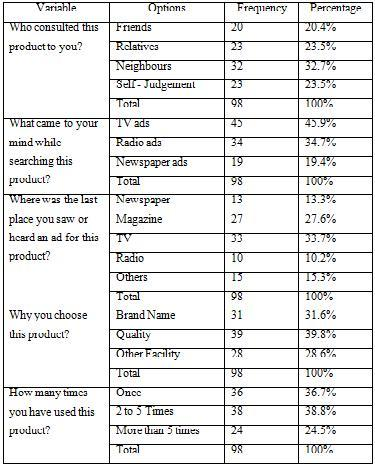 Variable Options Frequency Percentage
Who consulted this Friends 20 20.4%
product to you? Relatives 23 23.5%
Neighbours 32 32.7%
Self - Judgement 23 23.5%
Total 98 100%
What came to your TV ads 45 45.9%
mind while Radio ads 34 34.7%
searching this Newspaper ads 19 19.4%
product? Total 98 100%
Where was the last Newspaper 13 13.3%
place you saw or Magazine 27 27.6%
heard an ad for this TV 33 33.7%
product? Radio 10 10.2%
Others 15 15.3%
Total 98 100%
Why you choose Brand Name 31 31.6%
this product? Quality 39 39.8%
Other Facility 28 28.6%
Total 98 100%
How many times Once 36 36.7%
you have used this 2 to 5 Times 38 38.8%
product? More than 5 times 24 24.5%
Total 98 100%